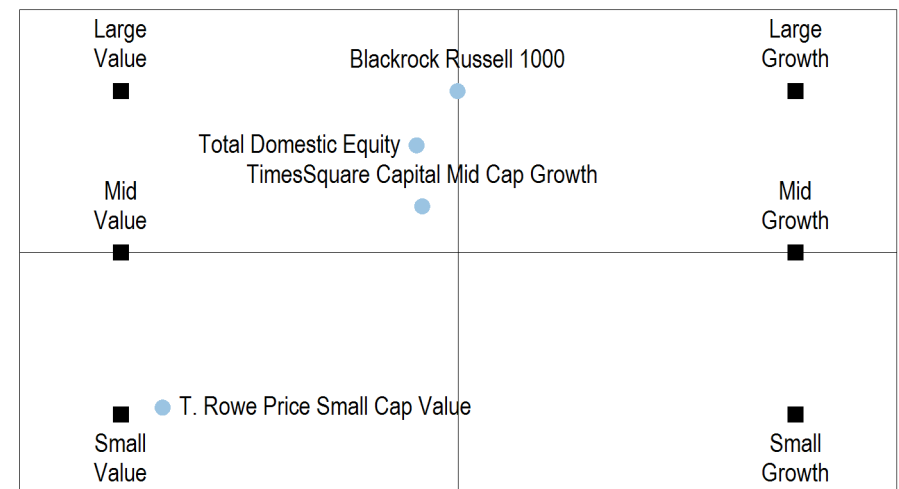 Large
Value
Large
Growth
Blackrock Russell 1000
Total Domestic Equity
TimesSquare Capital Mid Cap Growth
Mid
Value
Mid
Growth
T. Rowe Price Small Cap Value
Small
Value
Small
Growth